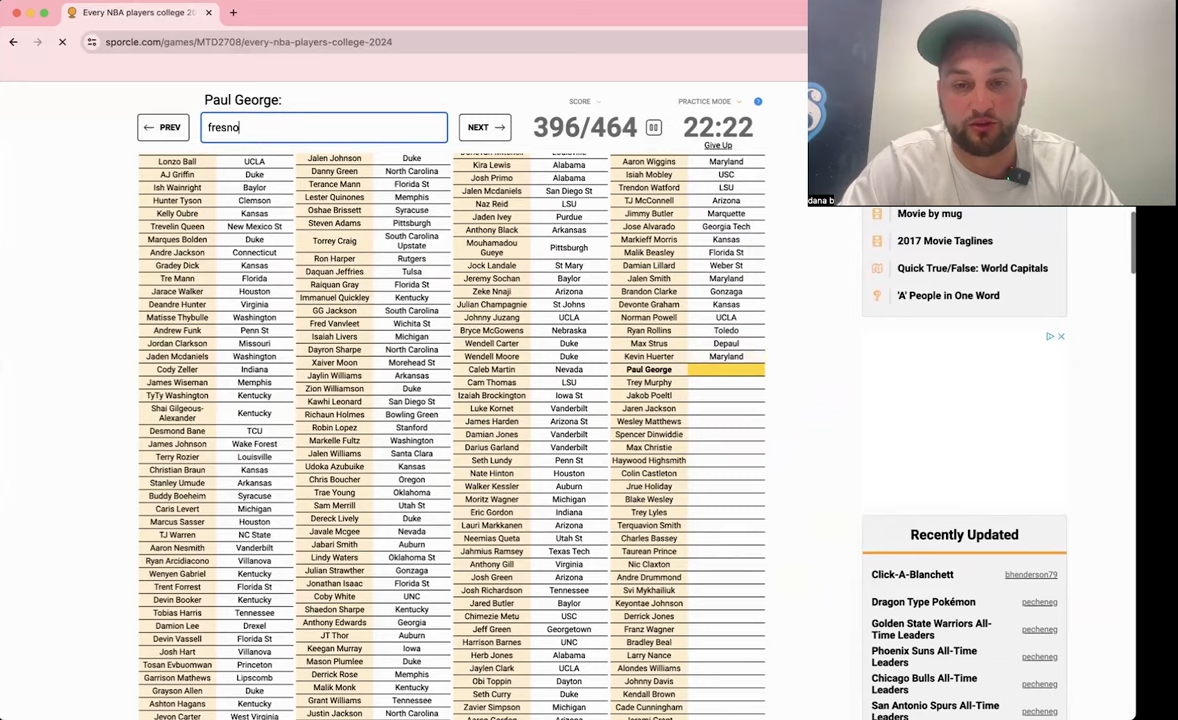 Every NBA players college 20
sporcle.com/games/MTD2708/every-nba-players-college-2024
Paul George:
PREV
fresno
NEXT
SCORE
396/464
PRACTICE MODE
22:22
Give Up
Lonzo Ball UCLA
AJ Griffin Duke
Ish Wainright Baylor
Hunter Tyson Clemson
Kelly Oubre Kansas
Trevelin Queen New Mexico St
Marques Bolden Duke
Andre Jackson Connecticut
Gradey Dick Kansas
Tre Mann Florida
Jarace Walker Houston
Deandre Hunter Virginia
Matisse Thybulle Washington
Andrew Funk Penn St
Jordan Clarkson Missouri
Jaden Mcdaniels Washington
Cody Zeller Indiana
James Wiseman Memphis
TyTy Washington Kentucky
Shai Gilgeous-
Alexander Kentucky
Desmond Bane TCU
James Johnson Wake Forest
Terry Rozier Louisville
Christian Braun Kansas
Stanley Umude Arkansas
Buddy Boeheim Syracuse
Caris Levert Michigan
Marcus Sasser Houston
TJ Warren NC State
Aaron Nesmith Vanderbilt
Ryan Arcidiacono Villanova
Wenyen Gabriel Kentucky
Trent Forrest Florida St
Devin Booker Kentucky
Tobias Harris Tennessee
Damion Lee Drexel
Devin Vassell Florida St
Josh Hart Villanova
Tosan Evbuomwan Princeton
Garrison Mathews Lipscomb
Grayson Allen Duke
Ashton Hagans Kentucky
Jevon Carter West Virginia
Jalen Johnson Duke
Danny Green North Carolina
Terance Mann Florida St
Lester Quinones Memphis
Oshae Brissett Syracuse
Steven Adams Pittsburgh
Torrey Craig South Carolina
Upstate
Ron Harper Rutgers
Daquan Jeffries Tulsa
Raiquan Gray Florida St
Immanuel Quickley Kentucky
GG Jackson South Carolina
Fred Vanvleet Wichita St
Isaiah Livers Michigan
Dayron Sharpe North Carolina
Xaiver Moon Morehead St
Jaylin Williams Arkansas
Zion Williamson Duke
Kawhi Leonard San Diego St
Richaun Holmes Bowling Green
Robin Lopez Stanford
Markelle Fultz Washington
Jalen Williams Santa Clara
Udoka Azubuike Kansas
Chris Boucher Oregon
Trae Young Oklahoma
Sam Merrill Utah St
Dereck Lively Duke
Javale Mcgee Nevada
Jabari Smith Auburn
Lindy Waters Oklahoma St
Julian Strawther Gonzaga
Jonathan Isaac Florida St
Coby White UNC
Shaedon Sharpe Kentucky
Anthony Edwards Georgia
JT Thor Auburn
Keegan Murray Iowa
Mason Plumlee Duke
Derrick Rose Memphis
Malik Monk Kentucky
Grant Williams Tennessee
Justin Jackson North Carolina
Kira Lewis Alabama
Josh Primo Alabama
Jalen Mcdaniels San Diego St
Naz Reid LSU
Jaden Ivey Purdue
Anthony Black Arkansas
Mouhamadou
Gueye Pittsburgh
Jock Landale St Mary
Jeremy Sochan Baylor
Zeke Nnaji Arizona
Julian Champagnie St Johns
Johnny Juzang UCLA
Bryce McGowens Nebraska
Wendell Carter Duke
Wendell Moore Duke
Caleb Martin Nevada
Cam Thomas LSU
Izaiah Brockington Iowa St
Luke Kornet Vanderbilt
James Harden Arizona St
Damian Jones Vanderbilt
Darius Garland Vanderbilt
Seth Lundy Penn St
Nate Hinton Houston
Walker Kessler Auburn
Moritz Wagner Michigan
Eric Gordon Indiana
Lauri Markkanen Arizona
Neemias Queta Utah St
Jahmius Ramsey Texas Tech
Anthony Gill Virginia
Josh Green Arizona
Josh Richardson Tennessee
Jared Butler Baylor
Chimezie Metu USC
Jeff Green Georgetown
Harrison Barnes UNC
Herb Jones Alabama
Jaylen Clark UCLA
Obi Toppin Dayton
Seth Curry Duke
Zavier Simpson Michigan
Aaron Wiggins Maryland
Isaiah Mobley USC
Trendon Watford LSU
TJ McConnell Arizona
Jimmy Butler Marquette
Jose Alvarado Georgia Tech
Markieff Morris Kansas
Malik Beasley Florida St
Damian Lillard Weber St
Jalen Smith Maryland
Brandon Clarke Gonzaga
Devonte Graham Kansas
Norman Powell UCLA
Ryan Rollins Toledo
Max Strus Depaul
Kevin Huerter Maryland
Paul George
Trey Murphy
Jakob Poeltl
Jaren Jackson
Wesley Matthews
Spencer Dinwiddie
Max Christie
Haywood Highsmith
Colin Castleton
Jrue Holiday
Blake Wesley
Trey Lyles
Terquavion Smith
Charles Bassey
Taurean Prince
Nic Claxton
Andre Drummond
Svi Mykhailiuk
Keyontae Johnson
Derrick Jones
Franz Wagner
Bradley Beal
Larry Nance
Alondes Williams
Johnny Davis
Kendall Brown
Cade Cunningham
dana b
Movie by mug
2017 Movie Taglines
Quick True/False: World Capitals
'A' People in One Word
Recently Updated
Click-A-Blanchett bhenderson79
Dragon Type Pokémon pecheneg
Golden State Warriors All-
Time Leaders pecheneg
Phoenix Suns All-Time
Leaders pecheneg
Chicago Bulls All-Time
Leaders pecheneg
San Antonio Spurs All-Time
Leaders pecheneg